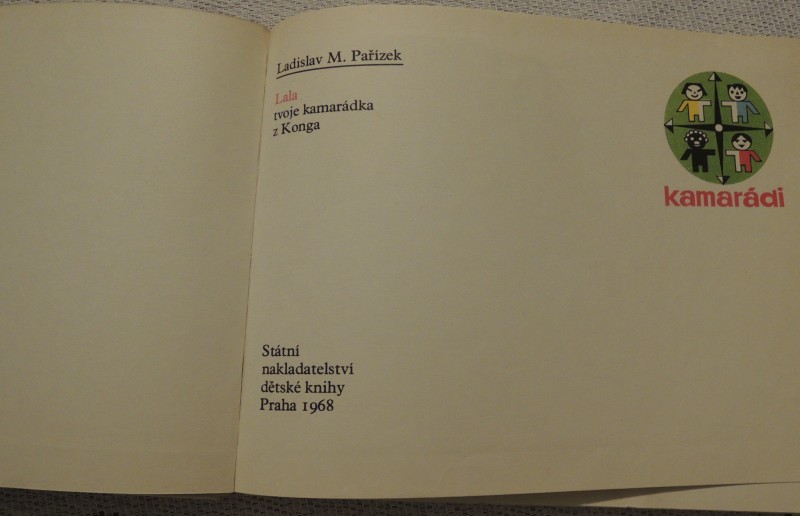 Ladislav M. Pařízek
Lala
tvoje kamarádka
z Konga
kamarádi
Státní
nakladatelství
dětské knihy
Praha 1968